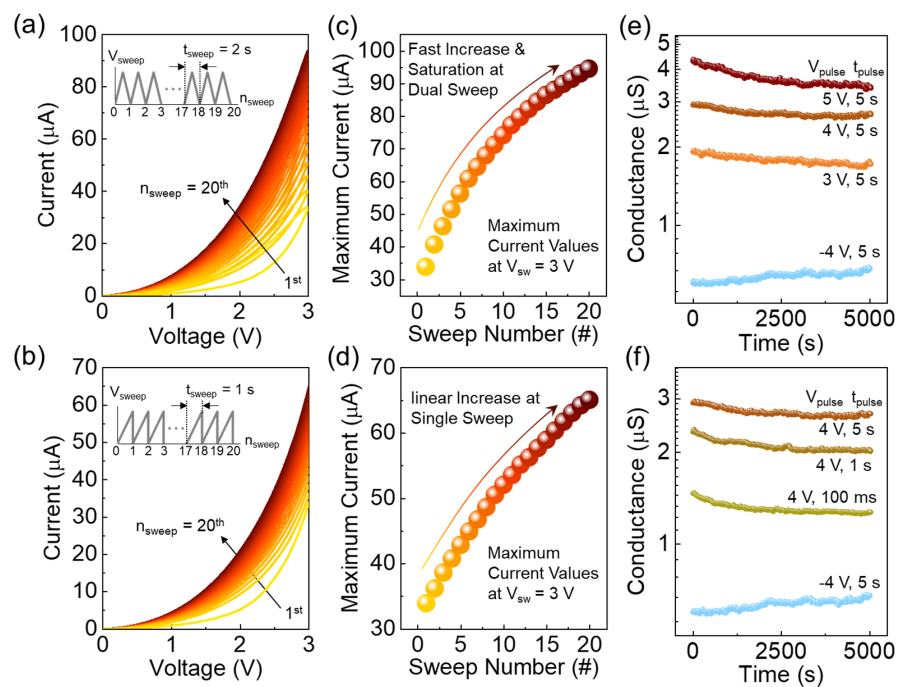 (a)
100
80
60
40
20
0
Current (μA)
V_sweep
t_sweep = 2 s
n_sweep
0 1 2 3 17 18 19 20
n_sweep = 20th
1st
0 1 2 3
Voltage (V)
(c)
100
90
80
70
60
50
40
30
Maximum Current (μA)
Fast Increase &
Saturation at
Dual Sweep
Maximum
Current Values
at V_sw = 3 V
0 5 10 15 20
Sweep Number (#)
(e)
5
4
3
2
1
Conductance (μS)
V_pulse t_pulse
5 V, 5 s
4 V, 5 s
3 V, 5 s
-4 V, 5 s
0 2500 5000
Time (s)
(b)
70
60
50
40
30
20
10
0
Current (μA)
V_sweep
t_sweep = 1 s
n_sweep
0 1 2 3 17 18 19 20
n_sweep = 20th
1st
0 1 2 3
Voltage (V)
(d)
70
60
50
40
30
Maximum Current (μA)
linear Increase at
Single Sweep
Maximum
Current Values
at V_sw = 3 V
0 5 10 15 20
Sweep Number (#)
(f)
3
2
1
Conductance (μS)
V_pulse t_pulse
4 V, 5 s
4 V, 1 s
4 V, 100 ms
-4 V, 5 s
0 2500 5000
Time (s)